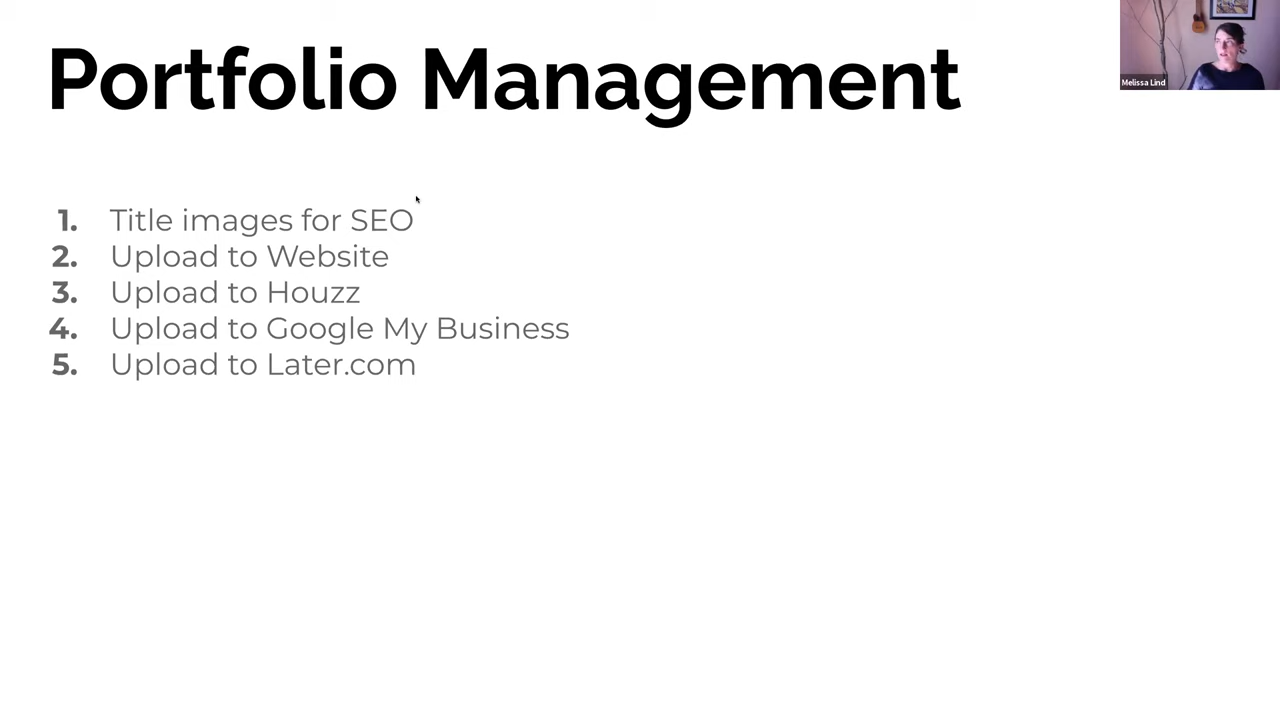 Portfolio Management
Melissa Lind
1. Title images for SEO
2. Upload to Website
3. Upload to Houzz
4. Upload to Google My Business
5. Upload to Later.com